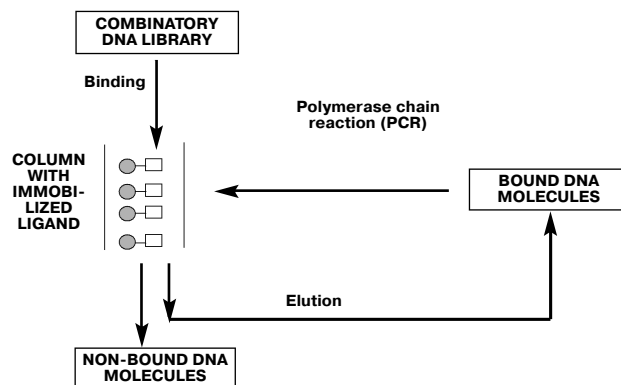 COMBINATORY
DNA LIBRARY
Binding
Polymerase chain
reaction (PCR)
COLUMN
WITH
IMMOBI-
LIZED
LIGAND
BOUND DNA
MOLECULES
Elution
NON-BOUND DNA
MOLECULES